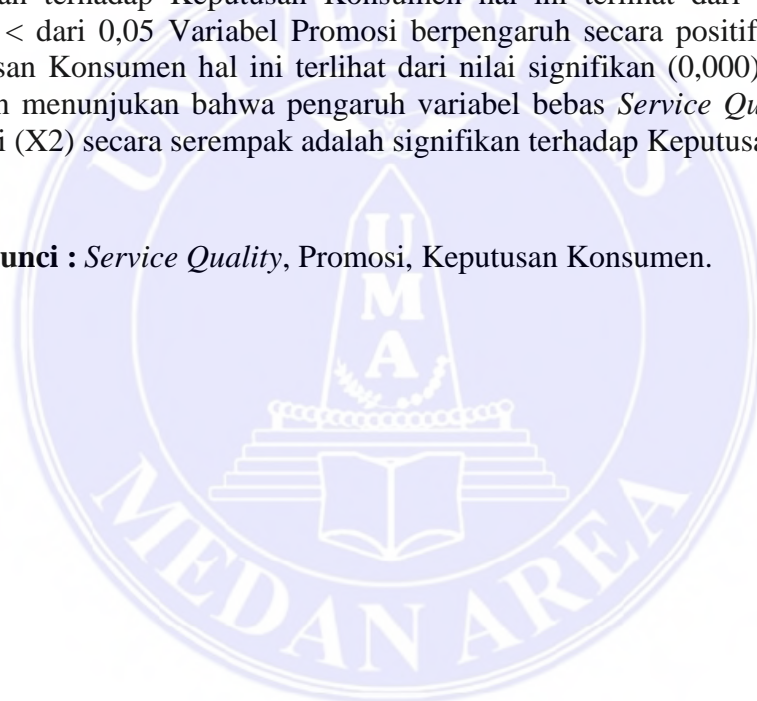 terhadap Keputusan Konsumen hal ini terlihat dari
< dari 0,05 Variabel Promosi berpengaruh secara positif
san Konsumen hal ini terlihat dari nilai signifikan (0,000)
n menunjukan bahwa pengaruh variabel bebas Service Qu
i (X2) secara serempak adalah signifikan terhadap Keputusa
unci : Service Quality, Promosi, Keputusan Konsumen.
UNIVERSITAS
U
M
A
MEDAN AREA